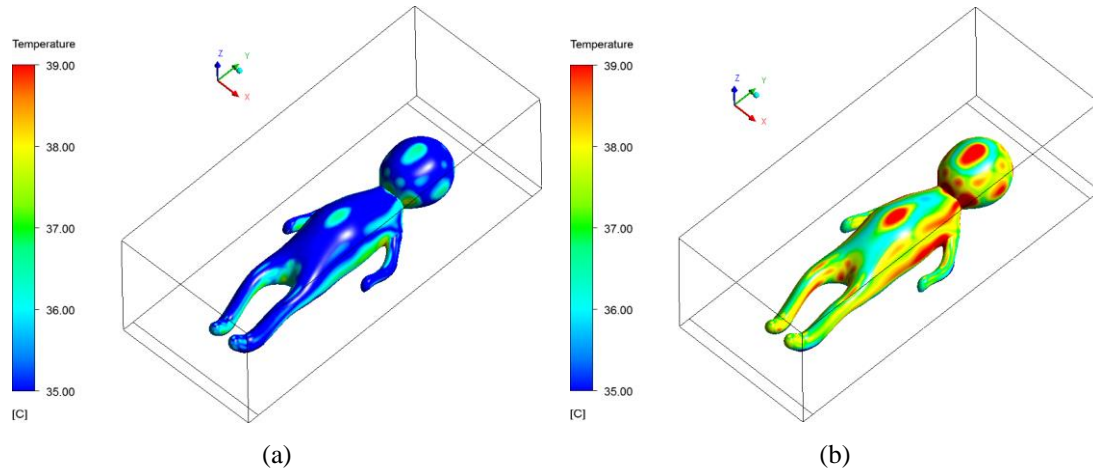 Temperature
39.00
38.00
37.00
36.00
35.00
[C]
Z
Y
X
(a)
Temperature
39.00
38.00
37.00
36.00
35.00
[C]
Z
Y
X
(b)